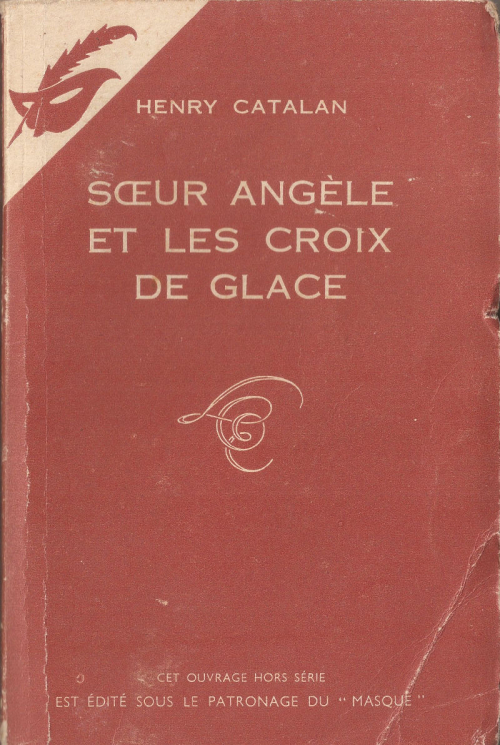 HENRY CATALAN
SŒUR ANGÈLE
ET LES CROIX
DE GLACE
CET OUVRAGE HORS SÉRIE
EST ÉDITÉ SOUS LE PATRONAGE DU "MASQUE"